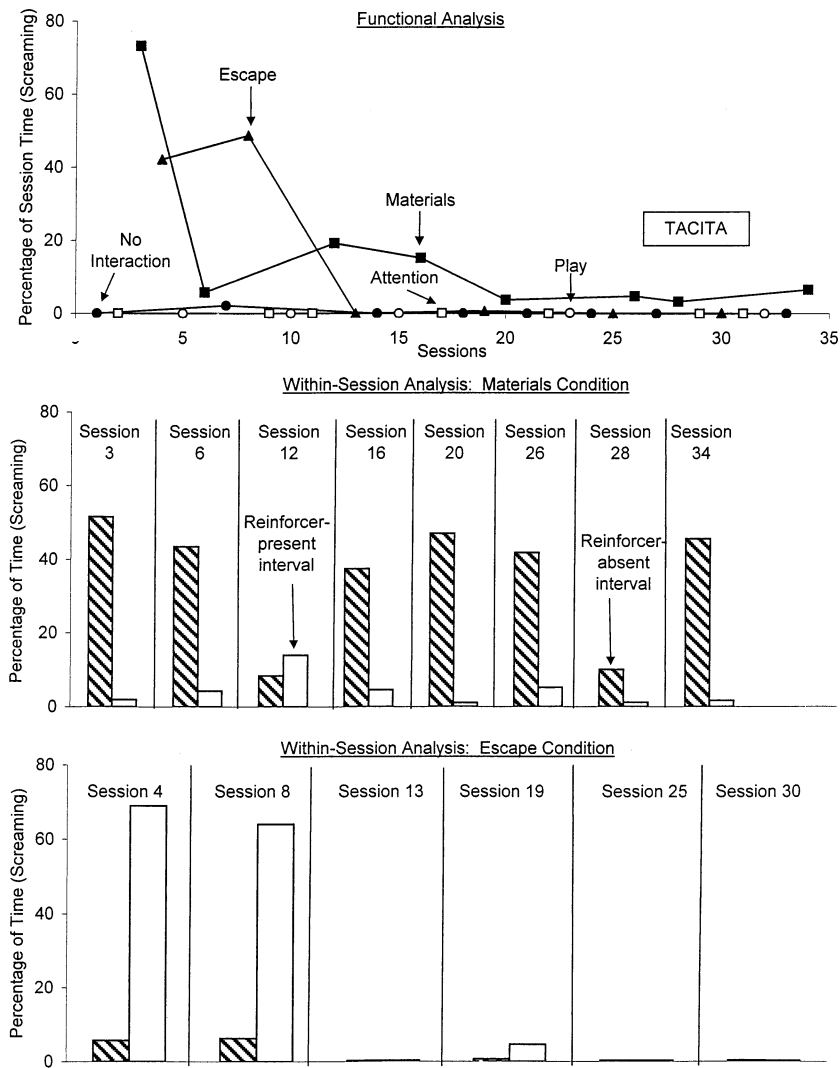 Functional Analysis
Percentage of Session Time (Screaming)
80
60
40
20
0
Escape
Materials
No
Interaction
Attention
Play
TACITA
5
10
15
20
25
30
35
Sessions
Within-Session Analysis: Materials Condition
Percentage of Time (Screaming)
80
60
40
20
0
Session
3
Session
6
Session
12
Session
16
Session
20
Session
26
Session
28
Session
34
Reinforcer-
present
interval
Reinforcer-
absent
interval
Within-Session Analysis: Escape Condition
Percentage of Time (Screaming)
80
60
40
20
0
Session 4
Session 8
Session 13
Session 19
Session 25
Session 30